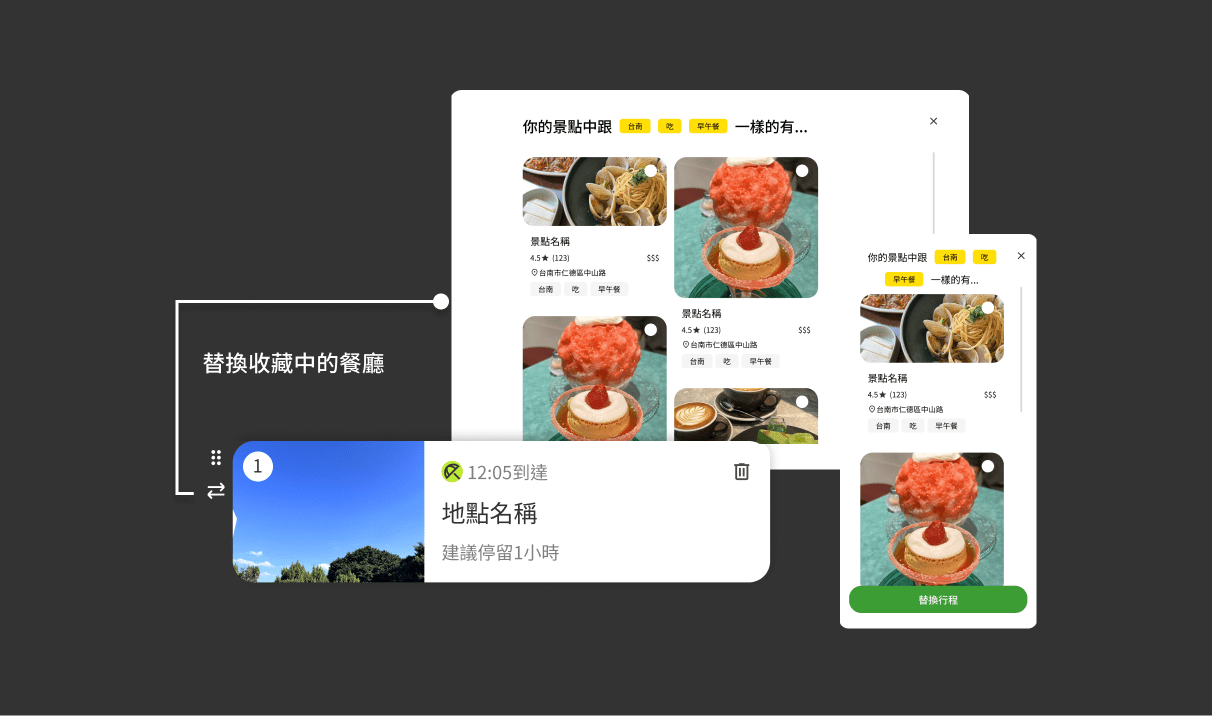 你的景點中跟 台南 吃 早午餐 一樣的有...
景點名稱
4.5★ (123) $$$
台南市仁德區中山路
台南 吃 早午餐
景點名稱
4.5★ (123) $$$
台南市仁德區中山路
台南 吃 早午餐
你的景點中跟 台南 吃
早午餐 一樣的有...
景點名稱
4.5★ (123) $$$
台南市仁德區中山路
台南 吃 早午餐
替換行程
替換收藏中的餐廳
1
12:05到達
地點名稱
建議停留1小時